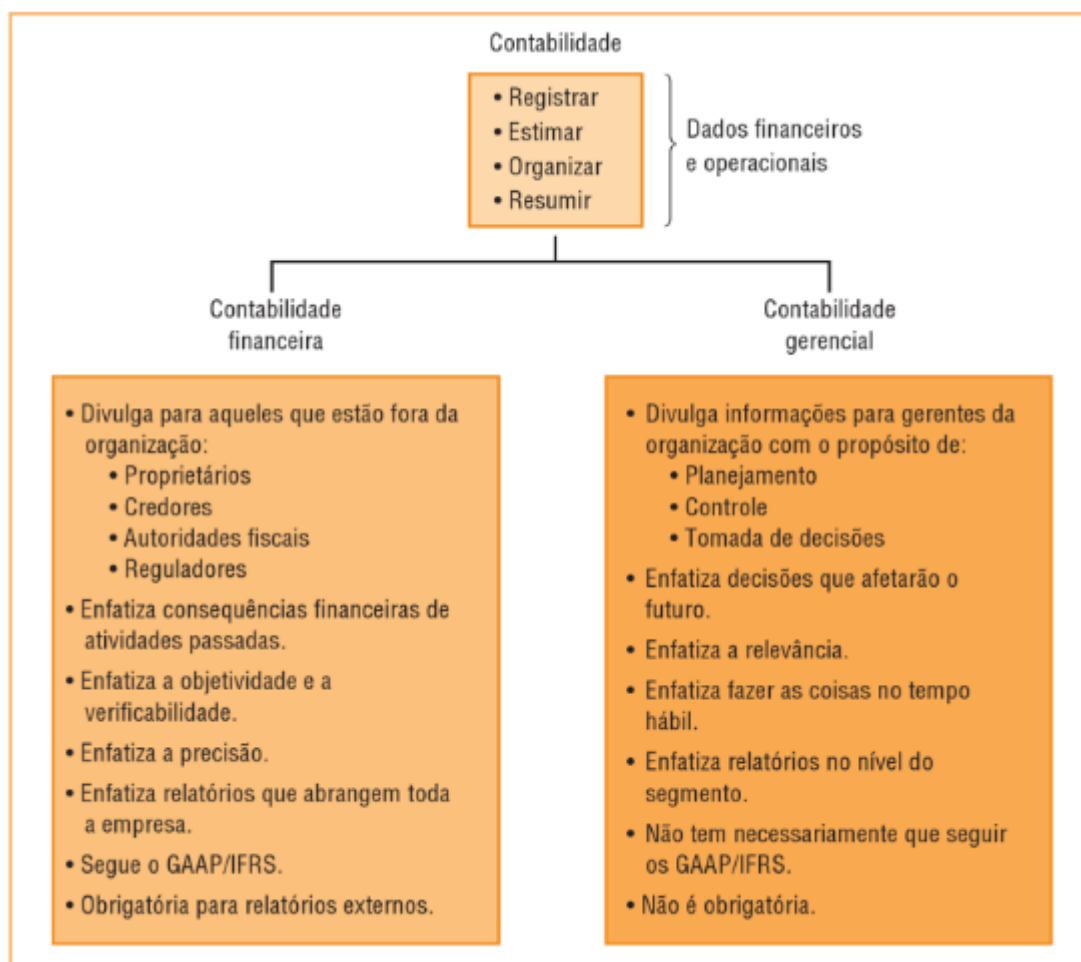 Contabilidade
• Registrar
• Estimar
• Organizar
• Resumir
Dados financeiros
e operacionais
Contabilidade
financeira
• Divulga para aqueles que estão fora da
organização:
• Proprietários
• Credores
• Autoridades fiscais
• Reguladores
• Enfatiza consequências financeiras de
atividades passadas.
• Enfatiza a objetividade e a
verificabilidade.
• Enfatiza a precisão.
• Enfatiza relatórios que abrangem toda
a empresa.
• Segue o GAAP/IFRS.
• Obrigatória para relatórios externos.
Contabilidade
gerencial
• Divulga informações para gerentes da
organização com o propósito de:
• Planejamento
• Controle
• Tomada de decisões
• Enfatiza decisões que afetarão o
futuro.
• Enfatiza a relevância.
• Enfatiza fazer as coisas no tempo
hábil.
• Enfatiza relatórios no nível do
segmento.
• Não tem necessariamente que seguir
os GAAP/IFRS.
• Não é obrigatória.